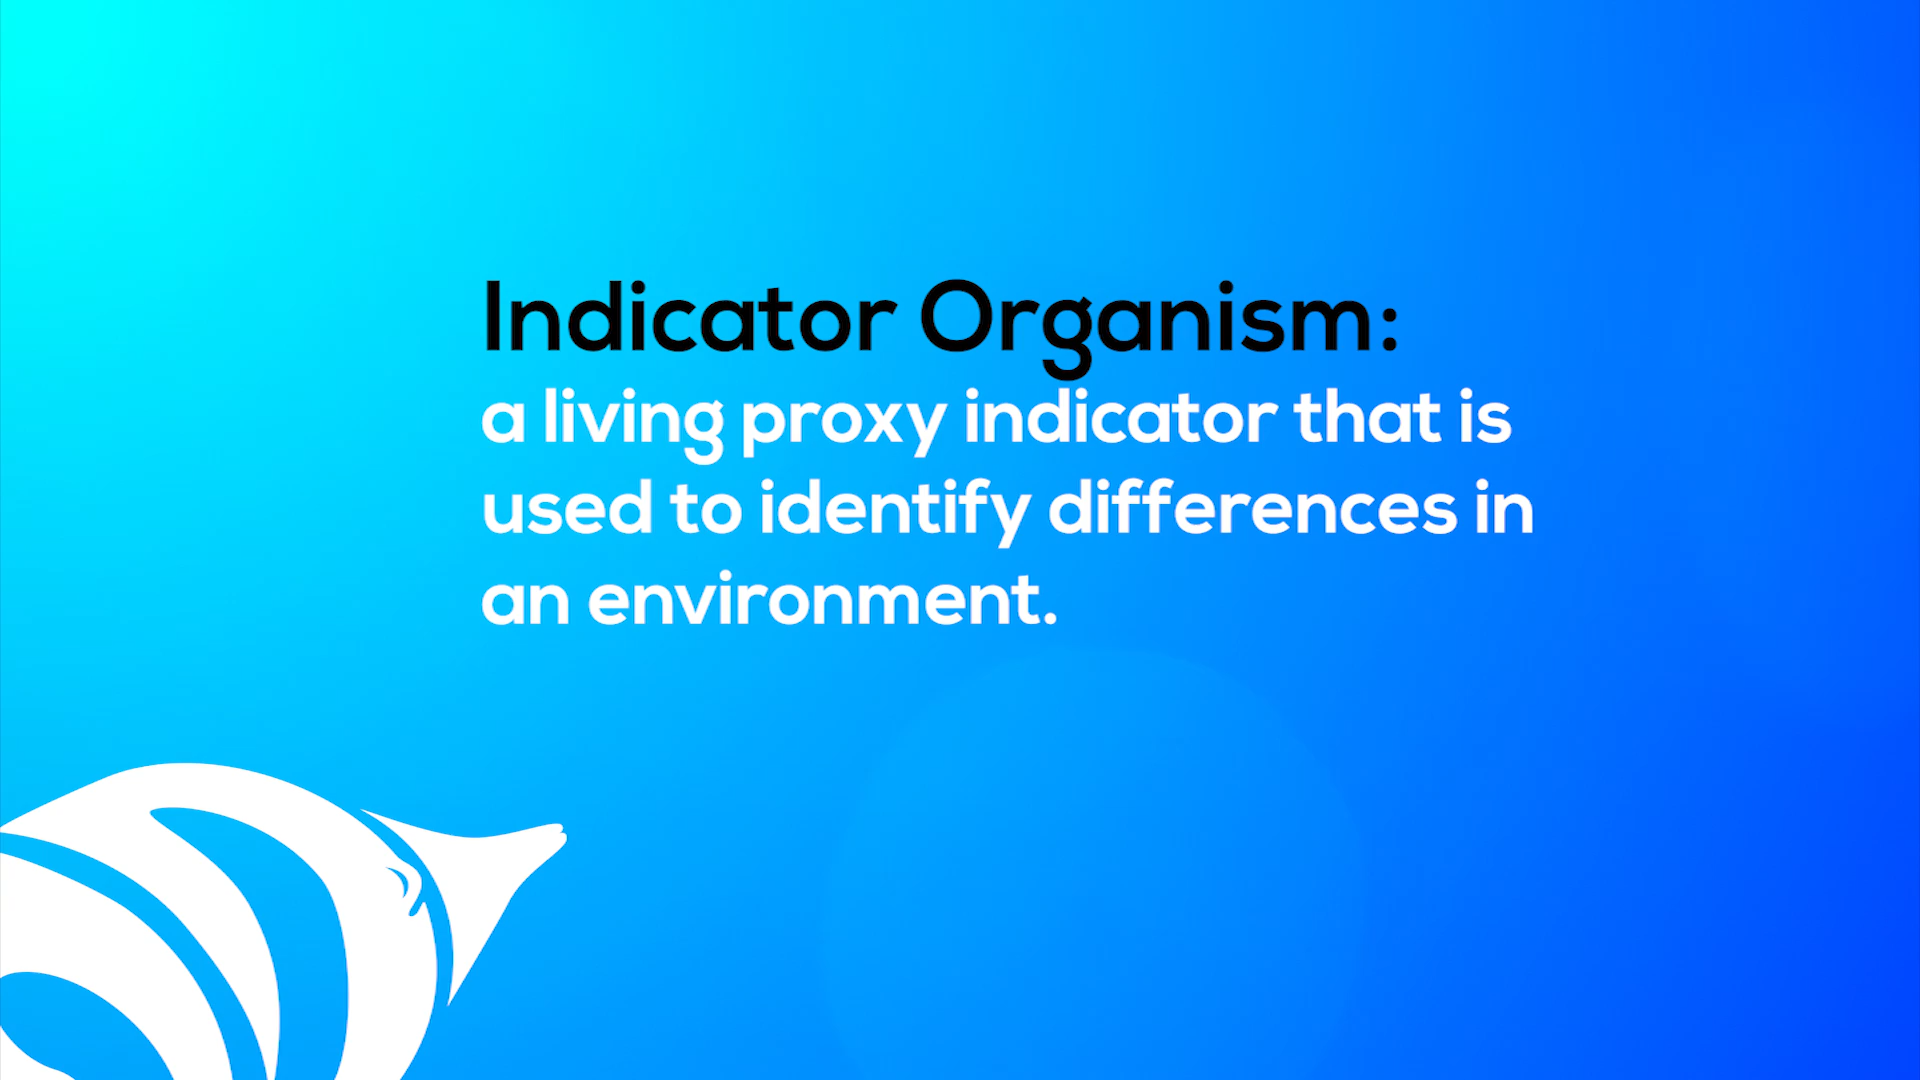 Indicator Organism:
a living proxy indicator that is
used to identify differences in
an environment.